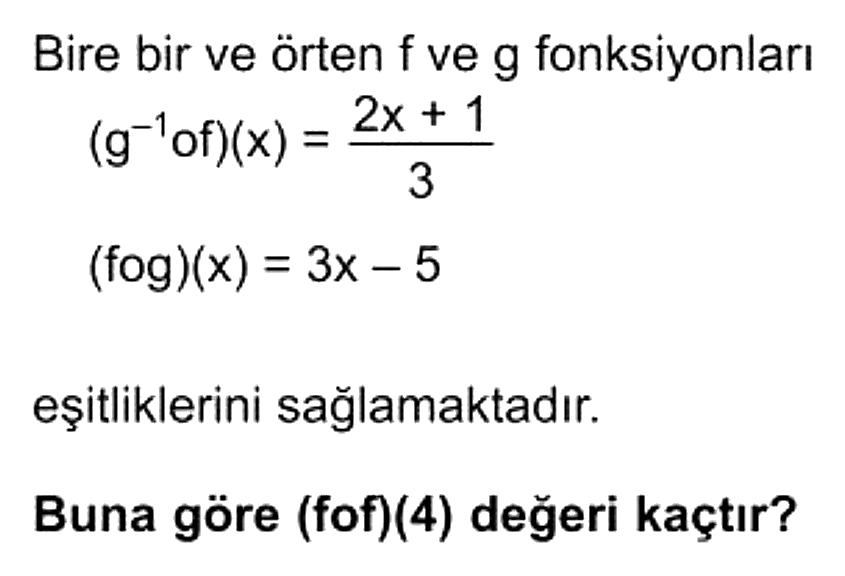 Bire bir ve örten f ve g fonksiyonları
(g⁻¹of)(x) = (2x + 1)/3
(fog)(x) = 3x – 5
eşitliklerini sağlamaktadır.
Buna göre (fof)(4) değeri kaçtır?